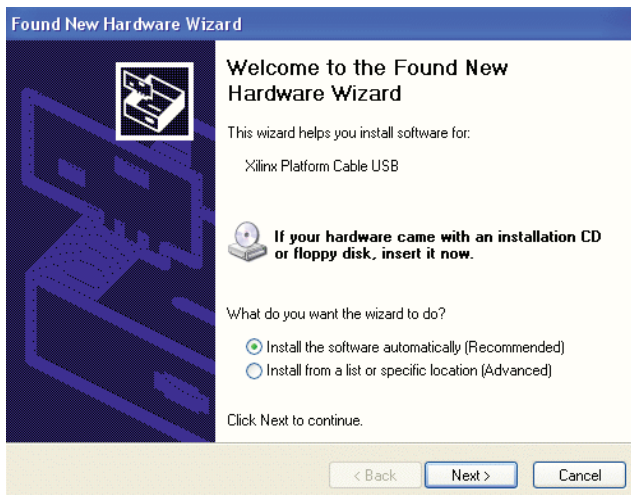 Found New Hardware Wizard
Welcome to the Found New
Hardware Wizard
This wizard helps you install software for:
Xilinx Platform Cable USB
If your hardware came with an installation CD
or floppy disk, insert it now.
What do you want the wizard to do?
Install the software automatically (Recommended)
Install from a list or specific location (Advanced)
Click Next to continue.
< Back Next > Cancel